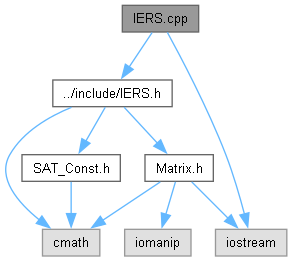 IERS.cpp
../include/IERS.h
SAT_Const.h
Matrix.h
cmath
iomanip
iostream